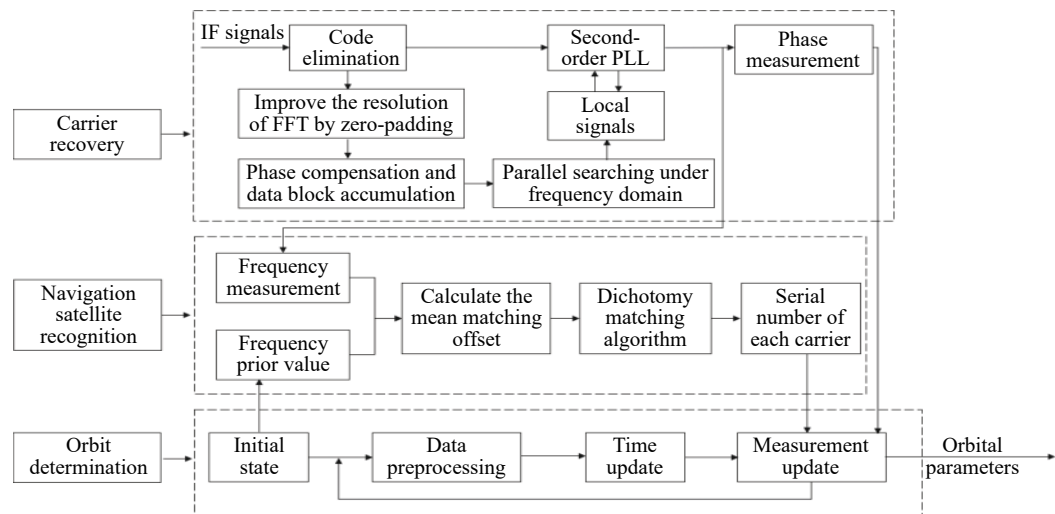 IF signals
Code
elimination
Second-
order PLL
Phase
measurement
Improve the resolution
of FFT by zero-padding
Local
signals
Carrier
recovery
Phase compensation and
data block accumulation
Parallel searching under
frequency domain
Navigation
satellite
recognition
Frequency
measurement
Frequency
prior value
Calculate the
mean matching
offset
Dichotomy
matching
algorithm
Serial
number of
each carrier
Orbit
determination
Initial
state
Data
preprocessing
Time
update
Measurement
update
Orbital
parameters